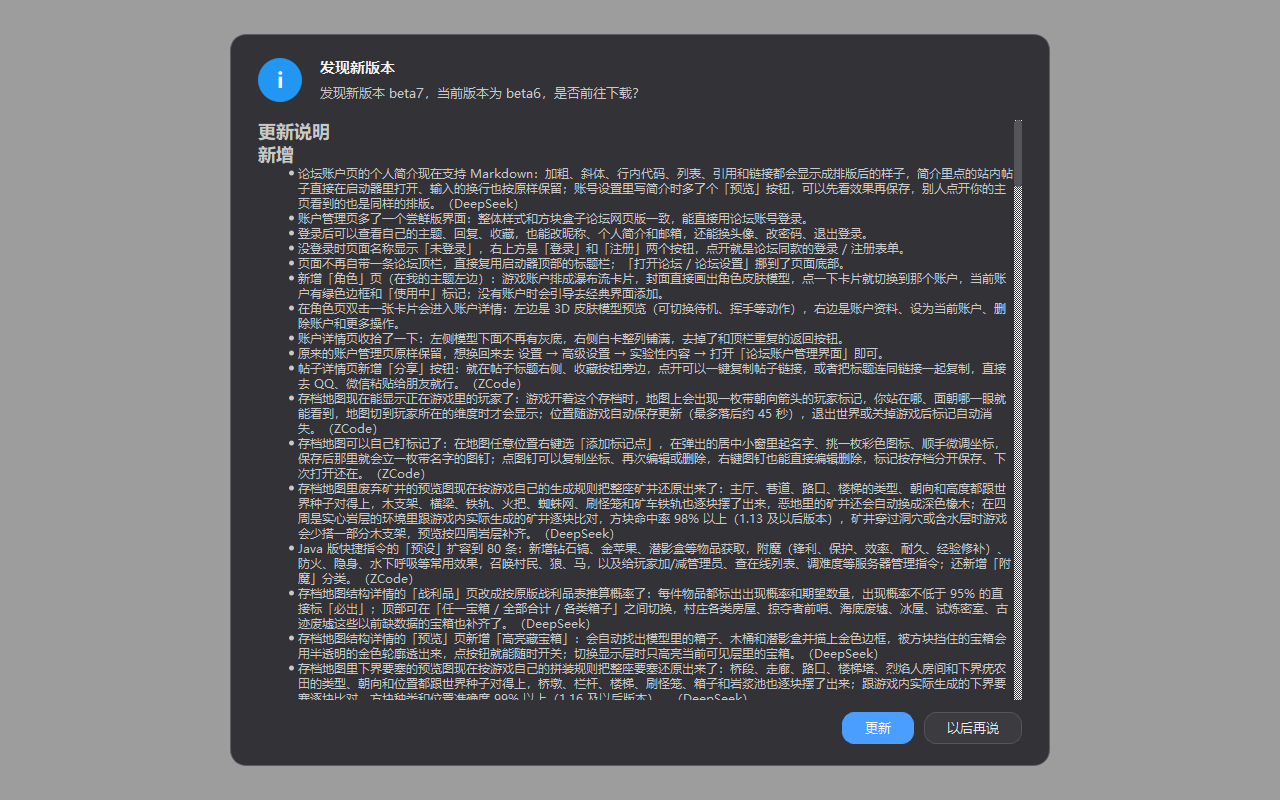 发现新版本
发现新版本 beta7，当前版本为 beta6，是否前往下载？
更新说明
新增
• 论坛账户页的个人简介现在支持 Markdown：加粗、斜体、行内代码、列表、引用和链接都会显示成排版后的样子，简介里点的站内帖
子直接在启动器里打开、输入的换行也按原样保留；账号设置里写简介时多了个「预览」按钮，可以先看效果再保存，别人点开你的主
页看到的也是同样的排版。（DeepSeek）
• 账户管理页多了一个尝鲜版界面：整体样式和方块盒子论坛网页版一致，能直接用论坛账号登录。
• 登录后可以查看自己的主题、回复、收藏，也能改昵称、个人简介和邮箱，还能换头像、改密码、退出登录。
• 没登录时页面名称显示「未登录」，右上方是「登录」和「注册」两个按钮，点开就是论坛同款的登录 / 注册表单。
• 页面不再自带一条论坛顶栏，直接复用启动器顶部的标题栏；「打开论坛 / 论坛设置」挪到了页面底部。
• 新增「角色」页（在我的主题左边）：游戏账户排成瀑布流卡片，封面直接画出角色皮肤模型，点一下卡片就切换到那个账户，当前账
户有绿色边框和「使用中」标记；没有账户时会引导去经典界面添加。
• 在角色页双击一张卡片会进入账户详情：左边是 3D 皮肤模型预览（可切换待机、挥手等动作），右边是账户资料、设为当前账户、删
除账户和更多操作。
• 账户详情页收拾了一下：左侧模型下面不再有灰底，右侧白卡整列铺满，去掉了和顶栏重复的返回按钮。
• 原来的账户管理页原样保留，想换回来去 设置 → 高级设置 → 实验性内容 → 打开「论坛账户管理界面」即可。
• 帖子详情页新增「分享」按钮：就在帖子标题右侧、收藏按钮旁边，点开可以一键复制帖子链接，或者把标题连同链接一起复制，直接
去 QQ、微信粘贴给朋友就行。（ZCode）
• 存档地图现在能显示正在游戏里的玩家了：游戏开着这个存档时，地图上会出现一枚带朝向箭头的玩家标记，你站在哪、面朝哪一眼就
能看到，地图切到玩家所在的维度时才会显示；位置随游戏自动保存更新（最多落后约 45 秒），退出世界或关掉游戏后标记自动消
失。（ZCode）
• 存档地图可以自己钉标记了：在地图任意位置右键选「添加标记点」，在弹出的居中小窗里起名字、挑一枚彩色图标、顺手微调坐标，
保存后那里就会立一枚带名字的图钉；点图钉可以复制坐标、再次编辑或删除，右键图钉也能直接编辑删除，标记按存档分开保存、下
次打开还在。（ZCode）
• 存档地图里废弃矿井的预览图现在按游戏自己的生成规则把整座矿井还原出来了：主厅、巷道、路口、楼梯的类型、朝向和高度都跟世
界种子对得上，木支架、横梁、铁轨、火把、蜘蛛网、刷怪笼和矿车铁轨也逐块摆了出来，恶地里的矿井还会自动换成深色橡木；在四
周是实心岩层的环境里跟游戏内实际生成的矿井逐块比对，方块命中率 98% 以上（1.13 及以后版本），矿井穿过洞穴或含水层时游戏
会少搭一部分木支架，预览按四周岩层补齐。（DeepSeek）
• Java 版快捷指令的「预设」扩容到 80 条：新增钻石镐、金苹果、潜影盒等物品获取，附魔（锋利、保护、效率、耐久、经验修补）、
防火、隐身、水下呼吸等常用效果，召唤村民、狼、马，以及给玩家加/减管理员、查在线列表、调难度等服务器管理指令；还新增「附
魔」分类。（ZCode）
• 存档地图结构详情的「战利品」页改成按原版战利品表推算概率了：每件物品都标出出现概率和期望数量，出现概率不低于 95% 的直
接标「必出」；顶部可在「任一宝箱 / 全部合计 / 各类箱子」之间切换，村庄各类房屋、掠夺者前哨、海底废墟、冰屋、试炼密室、古
迹废墟这些以前缺数据的宝箱也补齐了。（DeepSeek）
• 存档地图结构详情的「预览」页新增「高亮藏宝箱」：会自动找出模型里的箱子、木桶和潜影盒并描上金色边框，被方块挡住的宝箱会
用半透明的金色轮廓透出来，点按钮就能随时开关；切换显示层时只高亮当前可见层里的宝箱。（DeepSeek）
• 存档地图里下界要塞的预览图现在按游戏自己的拼装规则把整座要塞还原出来了：桥段、走廊、路口、楼梯塔、烈焰人房间和下界疣农
田的类型、朝向和位置都跟世界种子对得上，桥墩、栏杆、楼梯、刷怪笼、箱子和岩浆池也逐块摆了出来；跟游戏内实际生成的下界要
塞逐块比对，方块种类和位置准确度 99% 以上（1.16 及以后版本）。（DeepSeek）
更新
以后再说